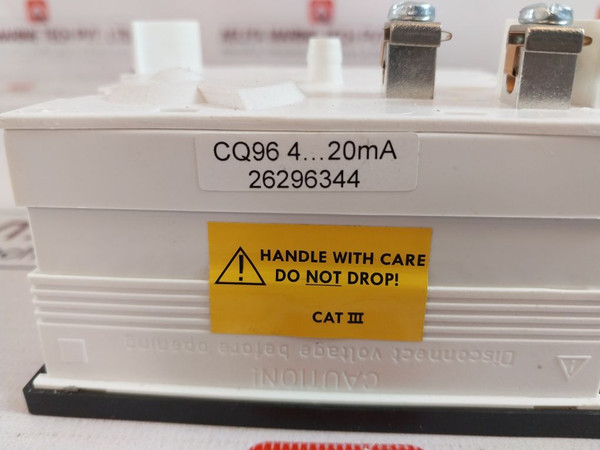 CQ96 4...20mA
26296344
HANDLE WITH CARE
DO NOT DROP!
CAT III
CAUTION!
Disconnect voltage before opening